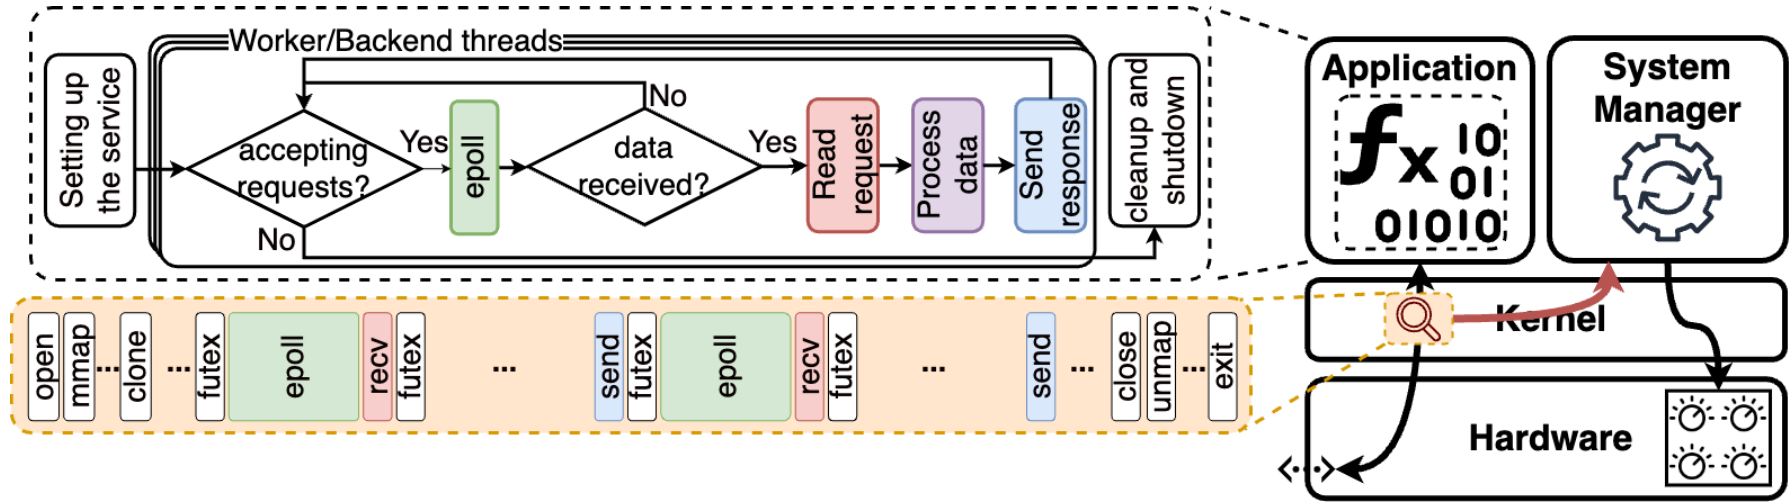 Worker/Backend threads
Setting up
the service
accepting
requests?
Yes
No
epoll
data
received?
No
Yes
Read
request
Process
data
Send
response
cleanup and
shutdown
Application
fx 10
01
01010
System
Manager
Kernel
Hardware
open
mmap
...
clone
...
futex
epoll
recv
futex
...
send
futex
epoll
recv
futex
...
send
...
close
unmap
...
exit
<··>